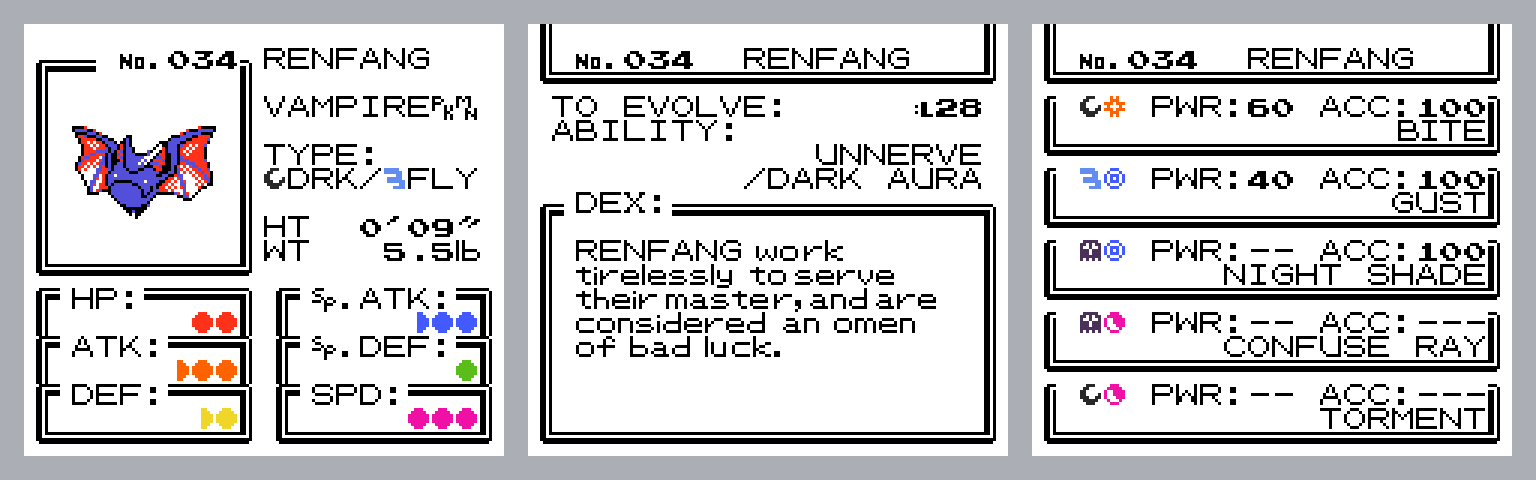 No. 034 RENFANG
VAMPIREPKMN
TYPE:
DRK/FLY
HT 0'09"
WT 5.5lb
HP:
ATK:
DEF:
Sp.ATK:
Sp.DEF:
SPD:
No. 034 RENFANG
TO EVOLVE: :L28
ABILITY:
UNNERVE
/DARK AURA
DEX:
RENFANG work
tirelessly to serve
their master, and are
considered an omen
of bad luck.
No. 034 RENFANG
PWR:60 ACC:100
BITE
PWR:40 ACC:100
GUST
PWR:-- ACC:100
NIGHT SHADE
PWR:-- ACC:---
CONFUSE RAY
PWR:-- ACC:---
TORMENT